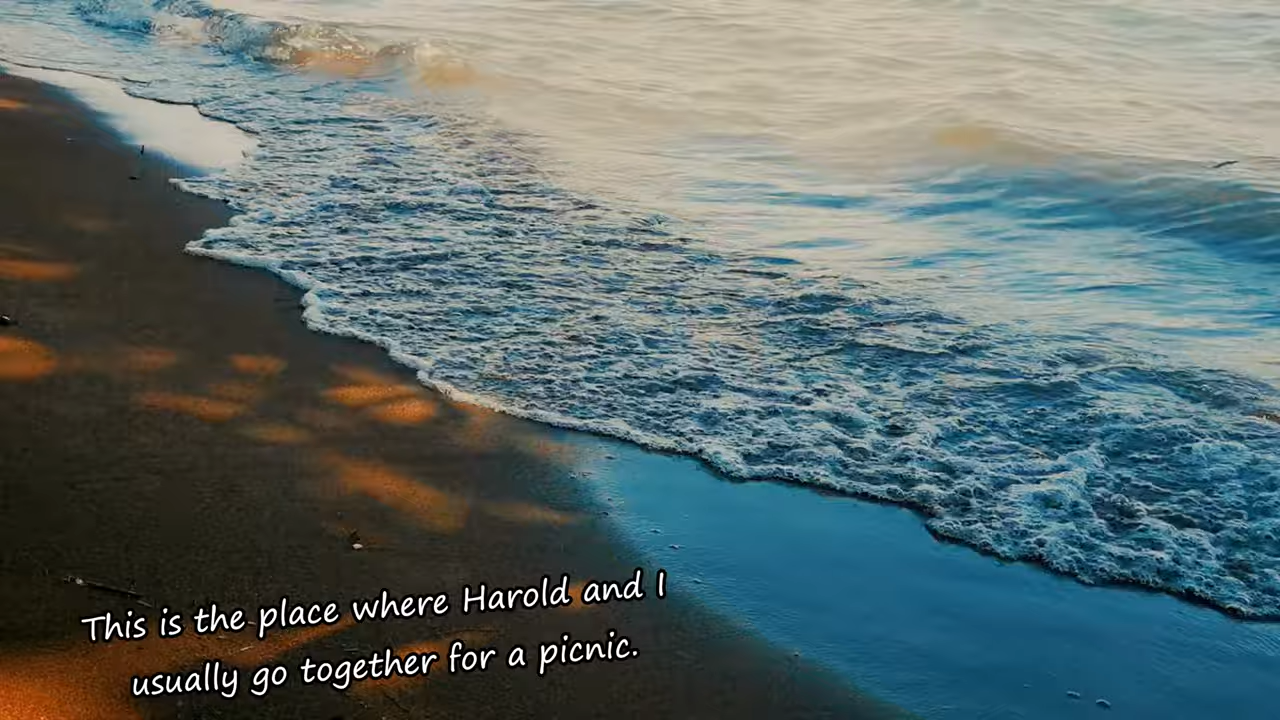 This is the place where Harold and I
usually go together for a picnic.